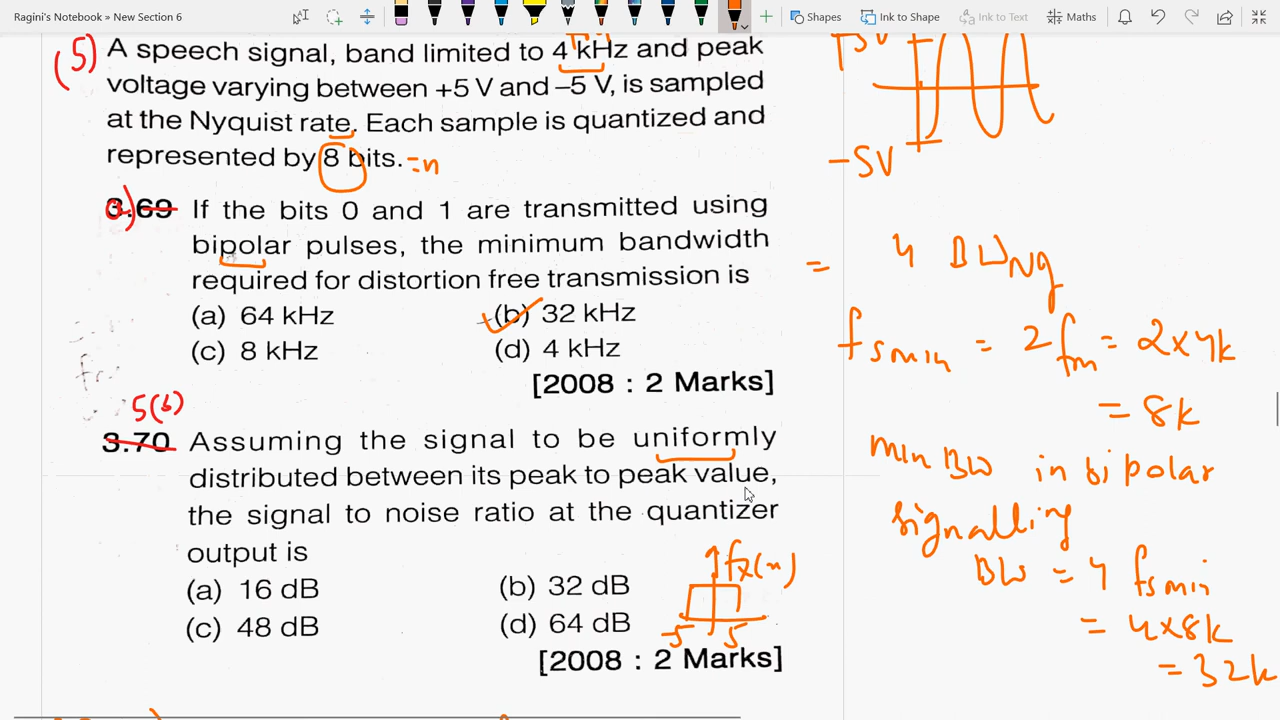 Ragini's Notebook » New Section 6
Shapes
Ink to Shape
Ink to Text
Maths
(5) A speech signal, band limited to 4 kHz and peak
voltage varying between +5 V and –5 V, is sampled
at the Nyquist rate. Each sample is quantized and
represented by 8 bits. = n
a) 3.69 If the bits 0 and 1 are transmitted using
bipolar pulses, the minimum bandwidth
required for distortion free transmission is
(a) 64 kHz (b) 32 kHz
(c) 8 kHz (d) 4 kHz
[2008 : 2 Marks]
5(b)
3.70 Assuming the signal to be uniformly
distributed between its peak to peak value,
the signal to noise ratio at the quantizer
output is
(a) 16 dB (b) 32 dB
(c) 48 dB (d) 64 dB
[2008 : 2 Marks]
fx(x)
-5 5
-5V
= 4 BW Nq
fsmin = 2 fm = 2x4k
= 8k
min BW in bipolar
signalling
BW = 4 fsmin
= 4x8k
= 32k